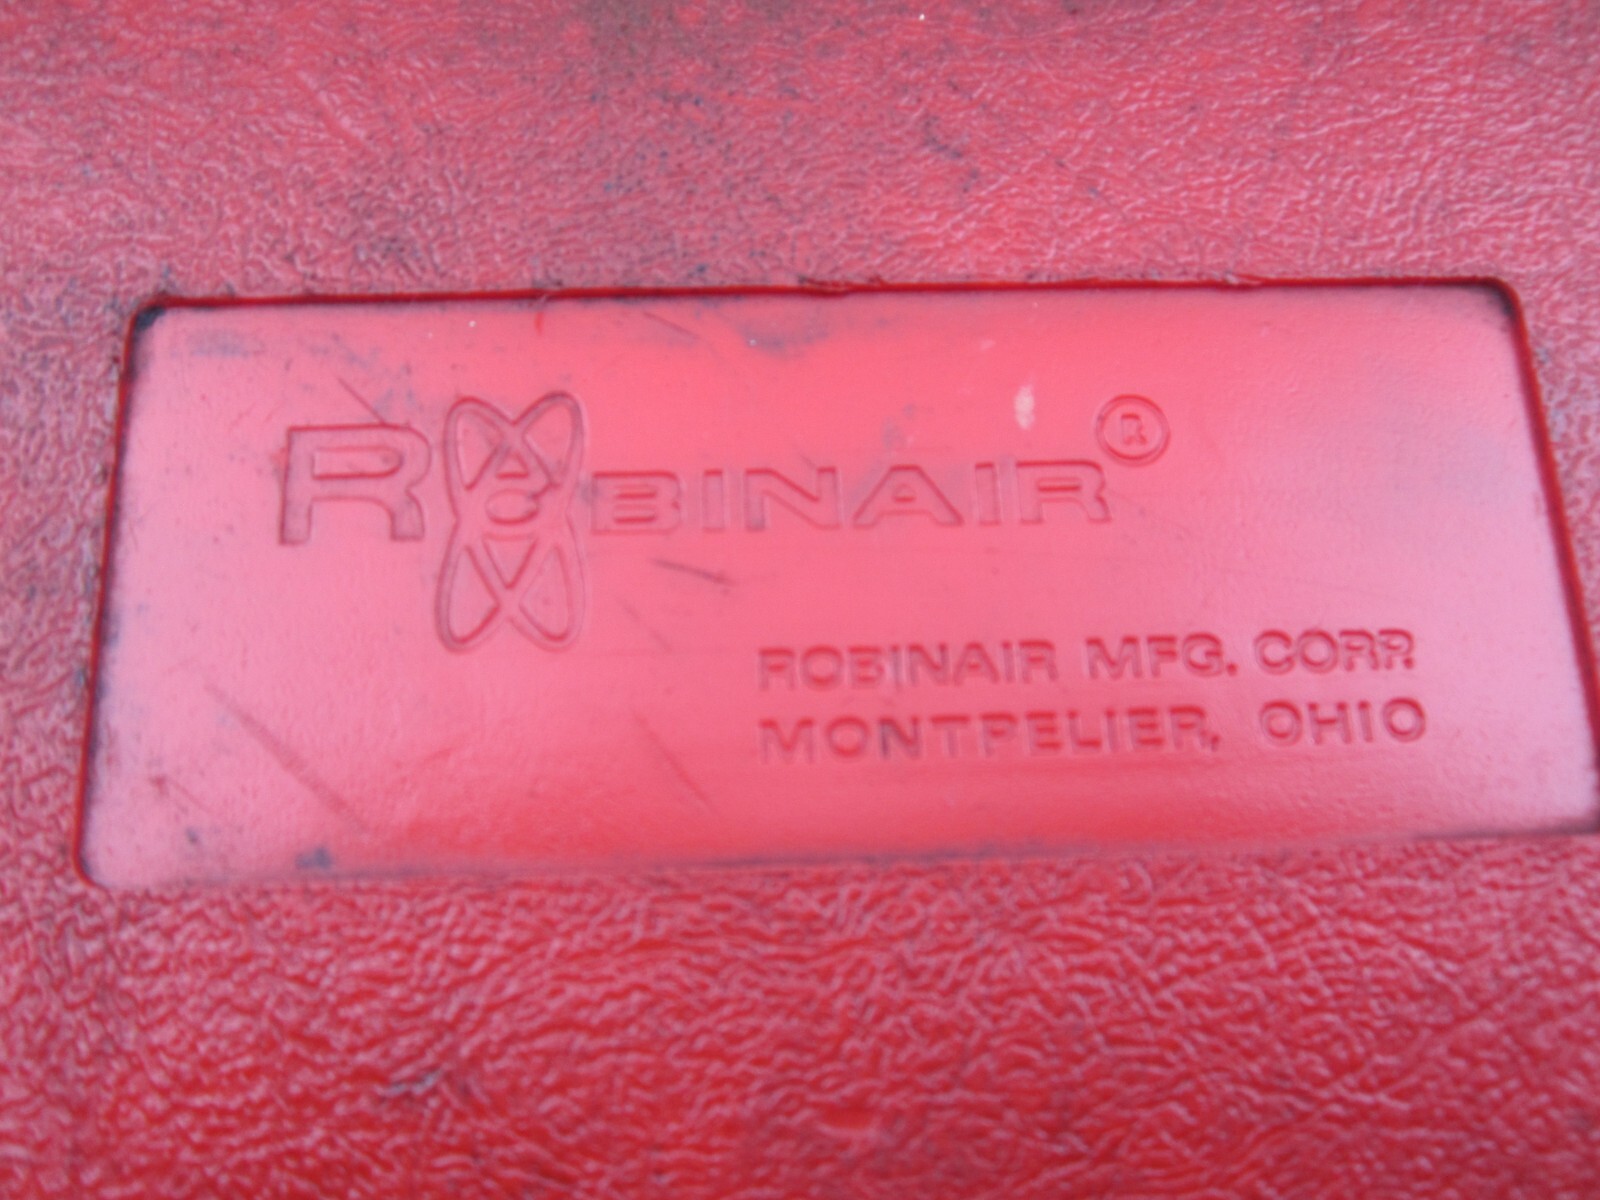 ROBINAIR®
ROBINAIR MFG. CORP.
MONTPELIER, OHIO